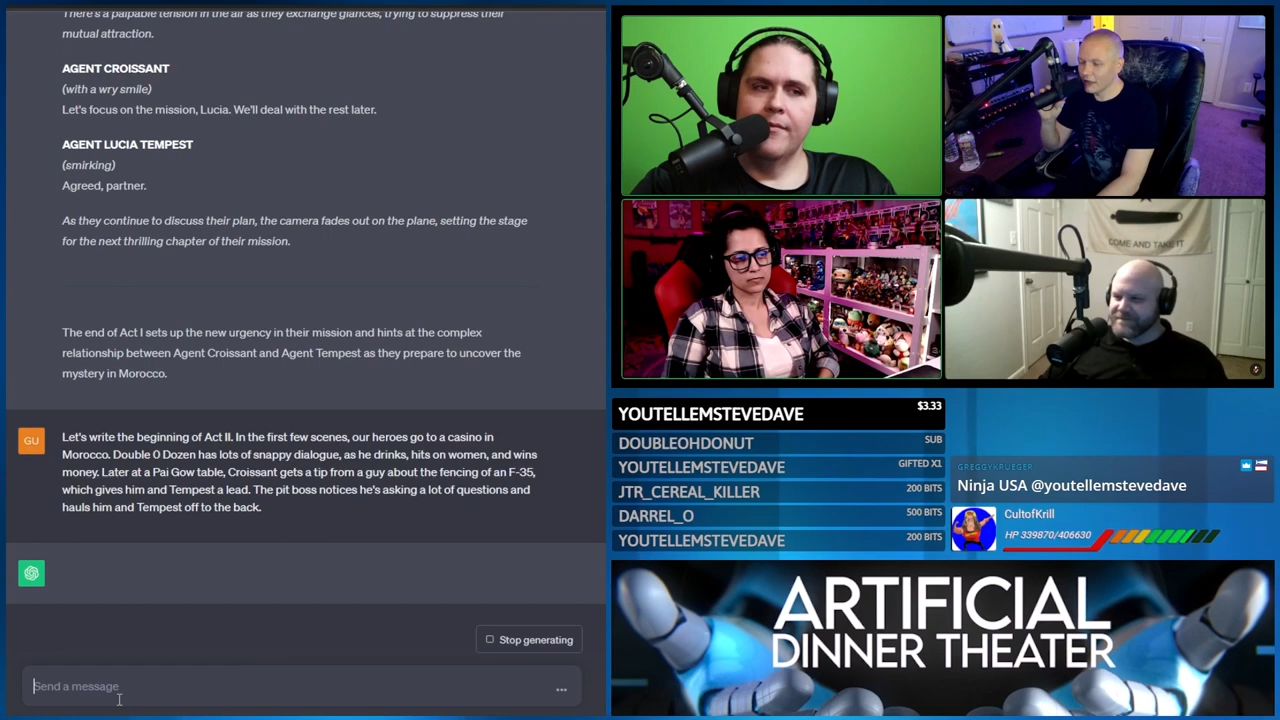 There's a palpable tension in the air as they exchange glances, trying to suppress their
mutual attraction.
AGENT CROISSANT
(with a wry smile)
Let's focus on the mission, Lucia. We'll deal with the rest later.
AGENT LUCIA TEMPEST
(smirking)
Agreed, partner.
As they continue to discuss their plan, the camera fades out on the plane, setting the stage
for the next thrilling chapter of their mission.
The end of Act I sets up the new urgency in their mission and hints at the complex
relationship between Agent Croissant and Agent Tempest as they prepare to uncover the
mystery in Morocco.
GU
Let's write the beginning of Act II. In the first few scenes, our heroes go to a casino in
Morocco. Double 0 Dozen has lots of snappy dialogue, as he drinks, hits on women, and wins
money. Later at a Pai Gow table, Croissant gets a tip from a guy about the fencing of an F-35,
which gives him and Tempest a lead. The pit boss notices he's asking a lot of questions and
hauls him and Tempest off to the back.
Stop generating
Send a message
...
COME AND TAKE IT
YOUTELLEMSTEVEDAVE $3.33
DOUBLEOHDONUT SUB
YOUTELLEMSTEVEDAVE GIFTED X1
JTR_CEREAL_KILLER 200 BITS
DARREL_O 500 BITS
YOUTELLEMSTEVEDAVE 200 BITS
GREGGYKRUEGER
Ninja USA @youtellemstevedave
CultofKrill
HP 339870/406630
ARTIFICIAL
DINNER THEATER